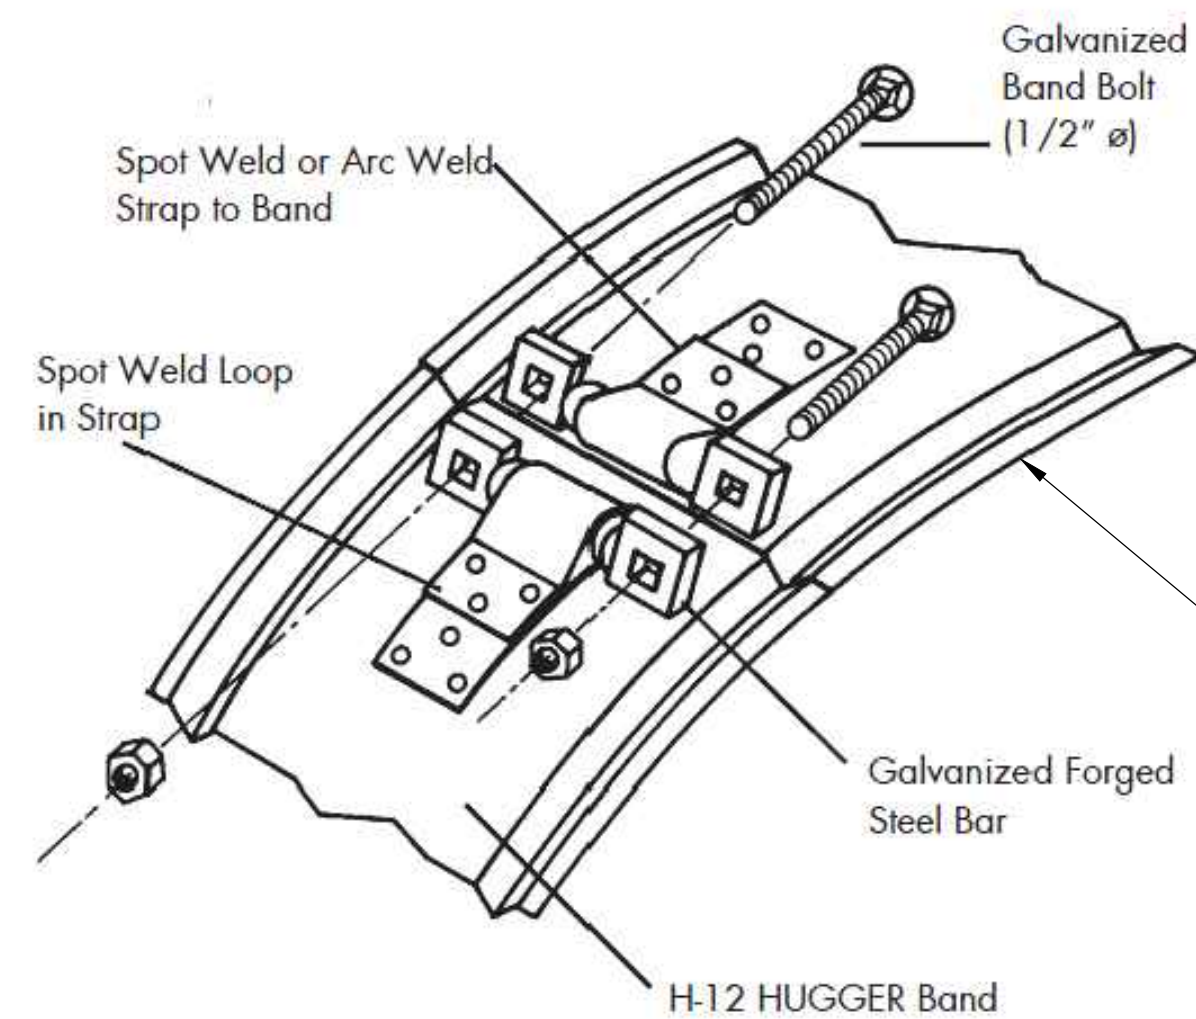 Galvanized
Band Bolt
(1/2" ø)
Spot Weld or Arc Weld
Strap to Band
Spot Weld Loop
in Strap
Galvanized Forged
Steel Bar
H-12 HUGGER Band